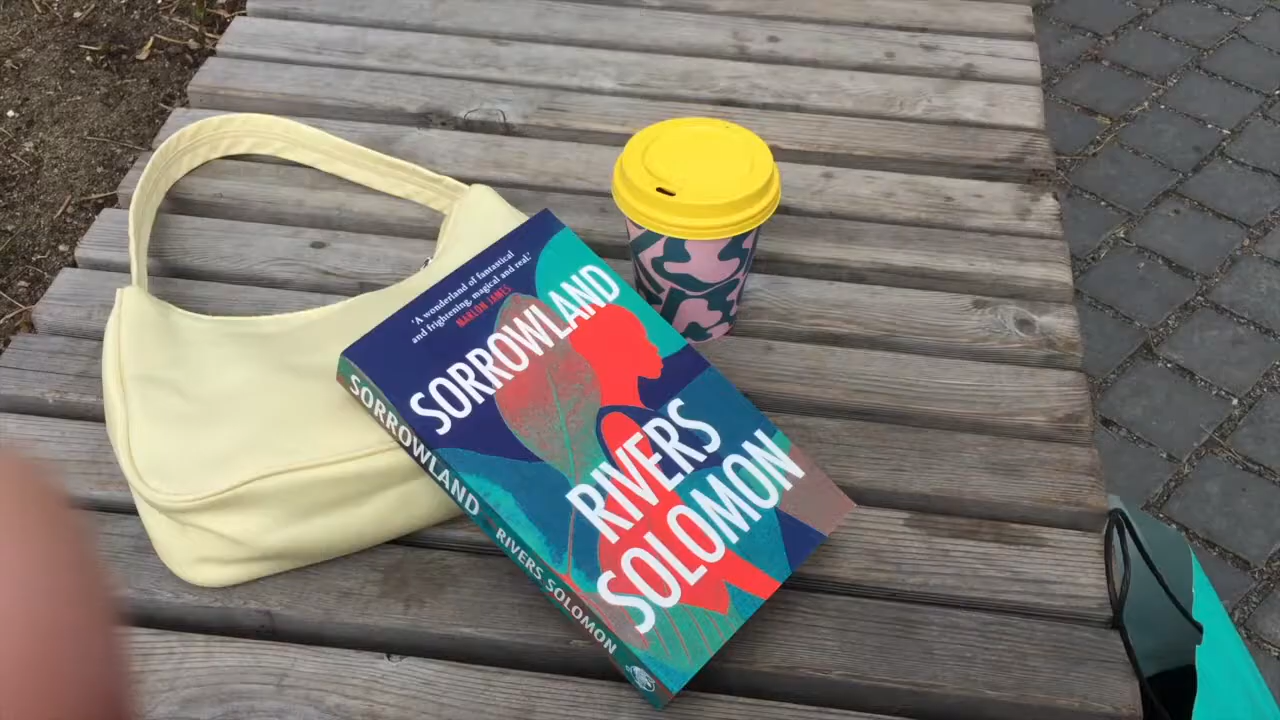 'A wonderland of fantastical
and frightening, magical and real.'
MARLON JAMES
SORROWLAND
RIVERS
SOLOMON
SORROWLAND RIVERS SOLOMON